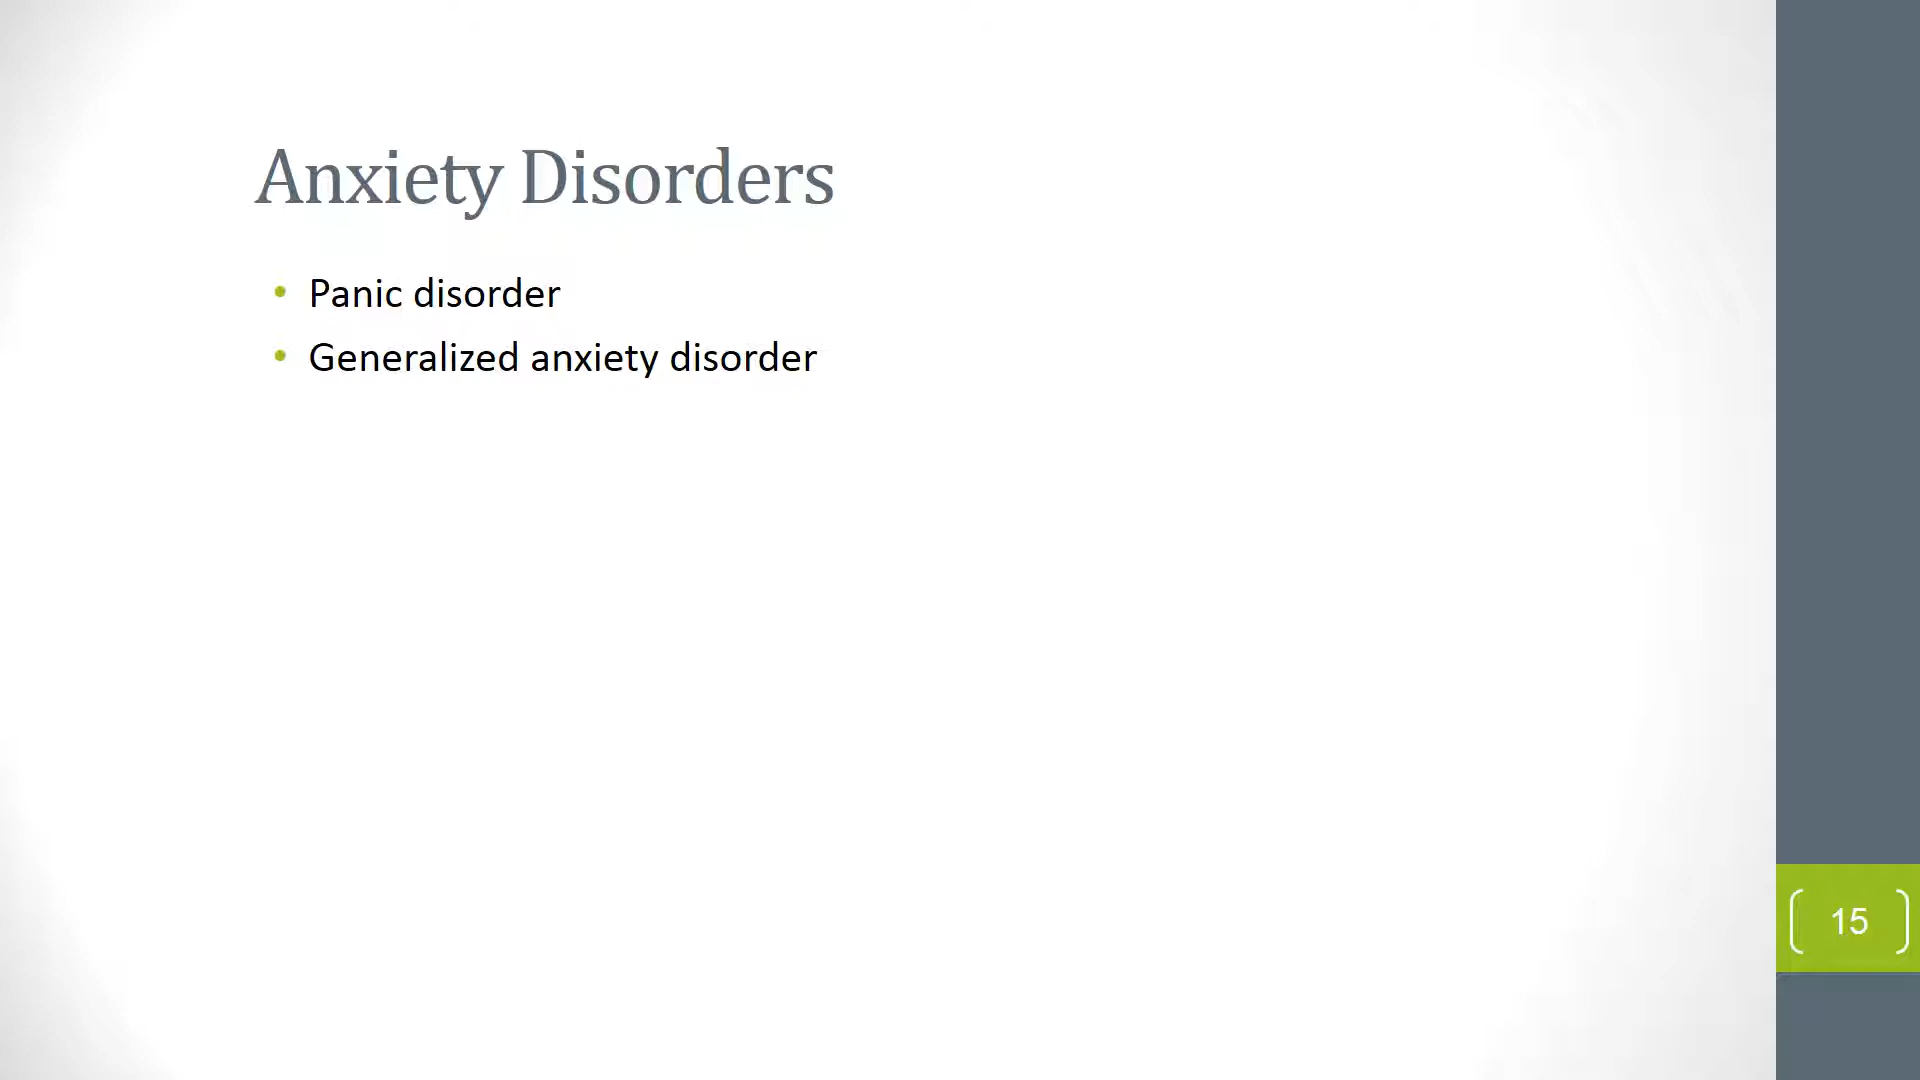 Anxiety Disorders
• Panic disorder
• Generalized anxiety disorder
15